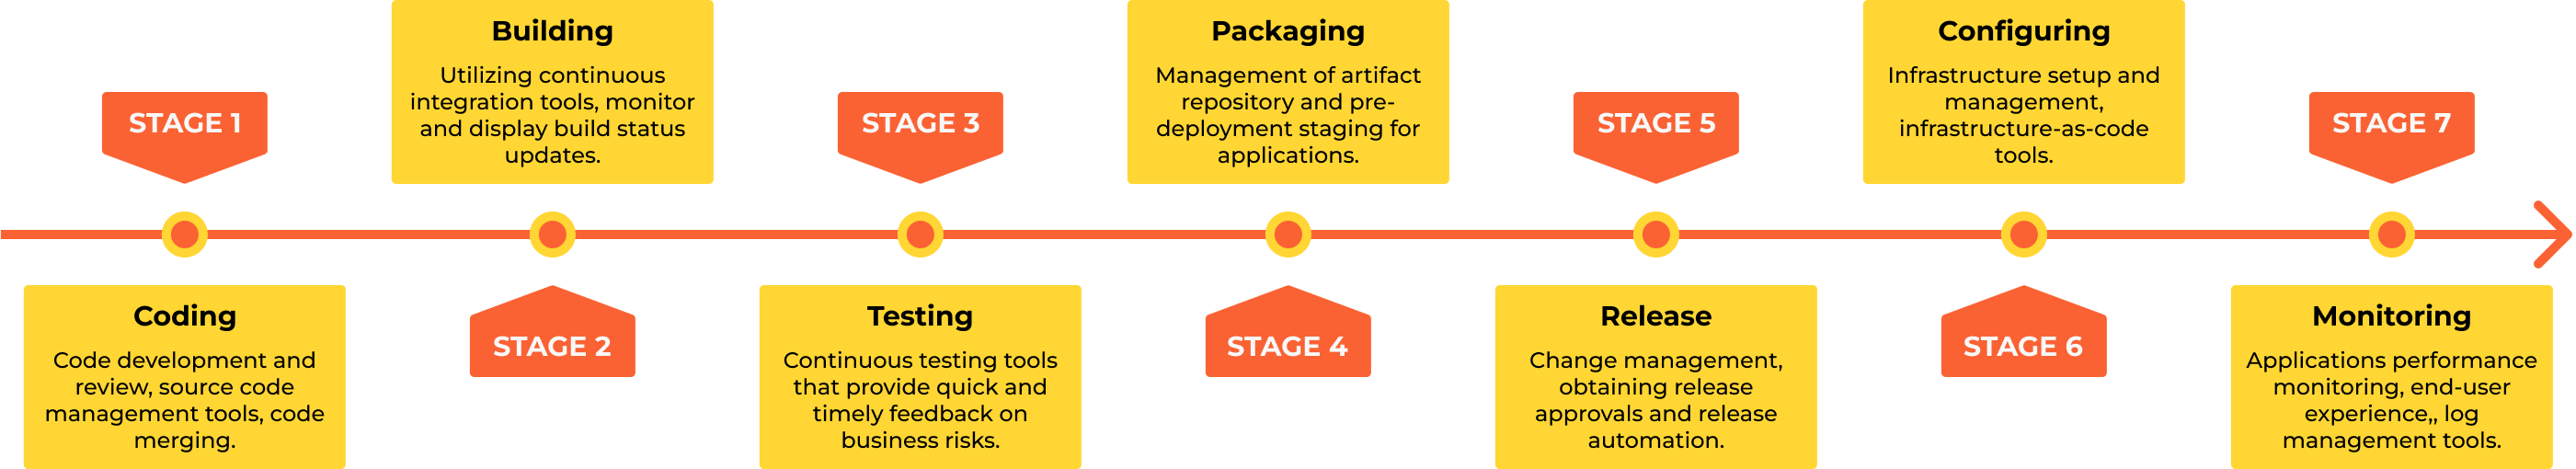 STAGE 1
Coding
Code development and
review, source code
management tools, code
merging.
Building
Utilizing continuous
integration tools, monitor
and display build status
updates.
STAGE 2
STAGE 3
Testing
Continuous testing tools
that provide quick and
timely feedback on
business risks.
Packaging
Management of artifact
repository and pre-
deployment staging for
applications.
STAGE 4
STAGE 5
Release
Change management,
obtaining release
approvals and release
automation.
Configuring
Infrastructure setup and
management,
infrastructure-as-code
tools.
STAGE 6
STAGE 7
Monitoring
Applications performance
monitoring, end-user
experience,, log
management tools.